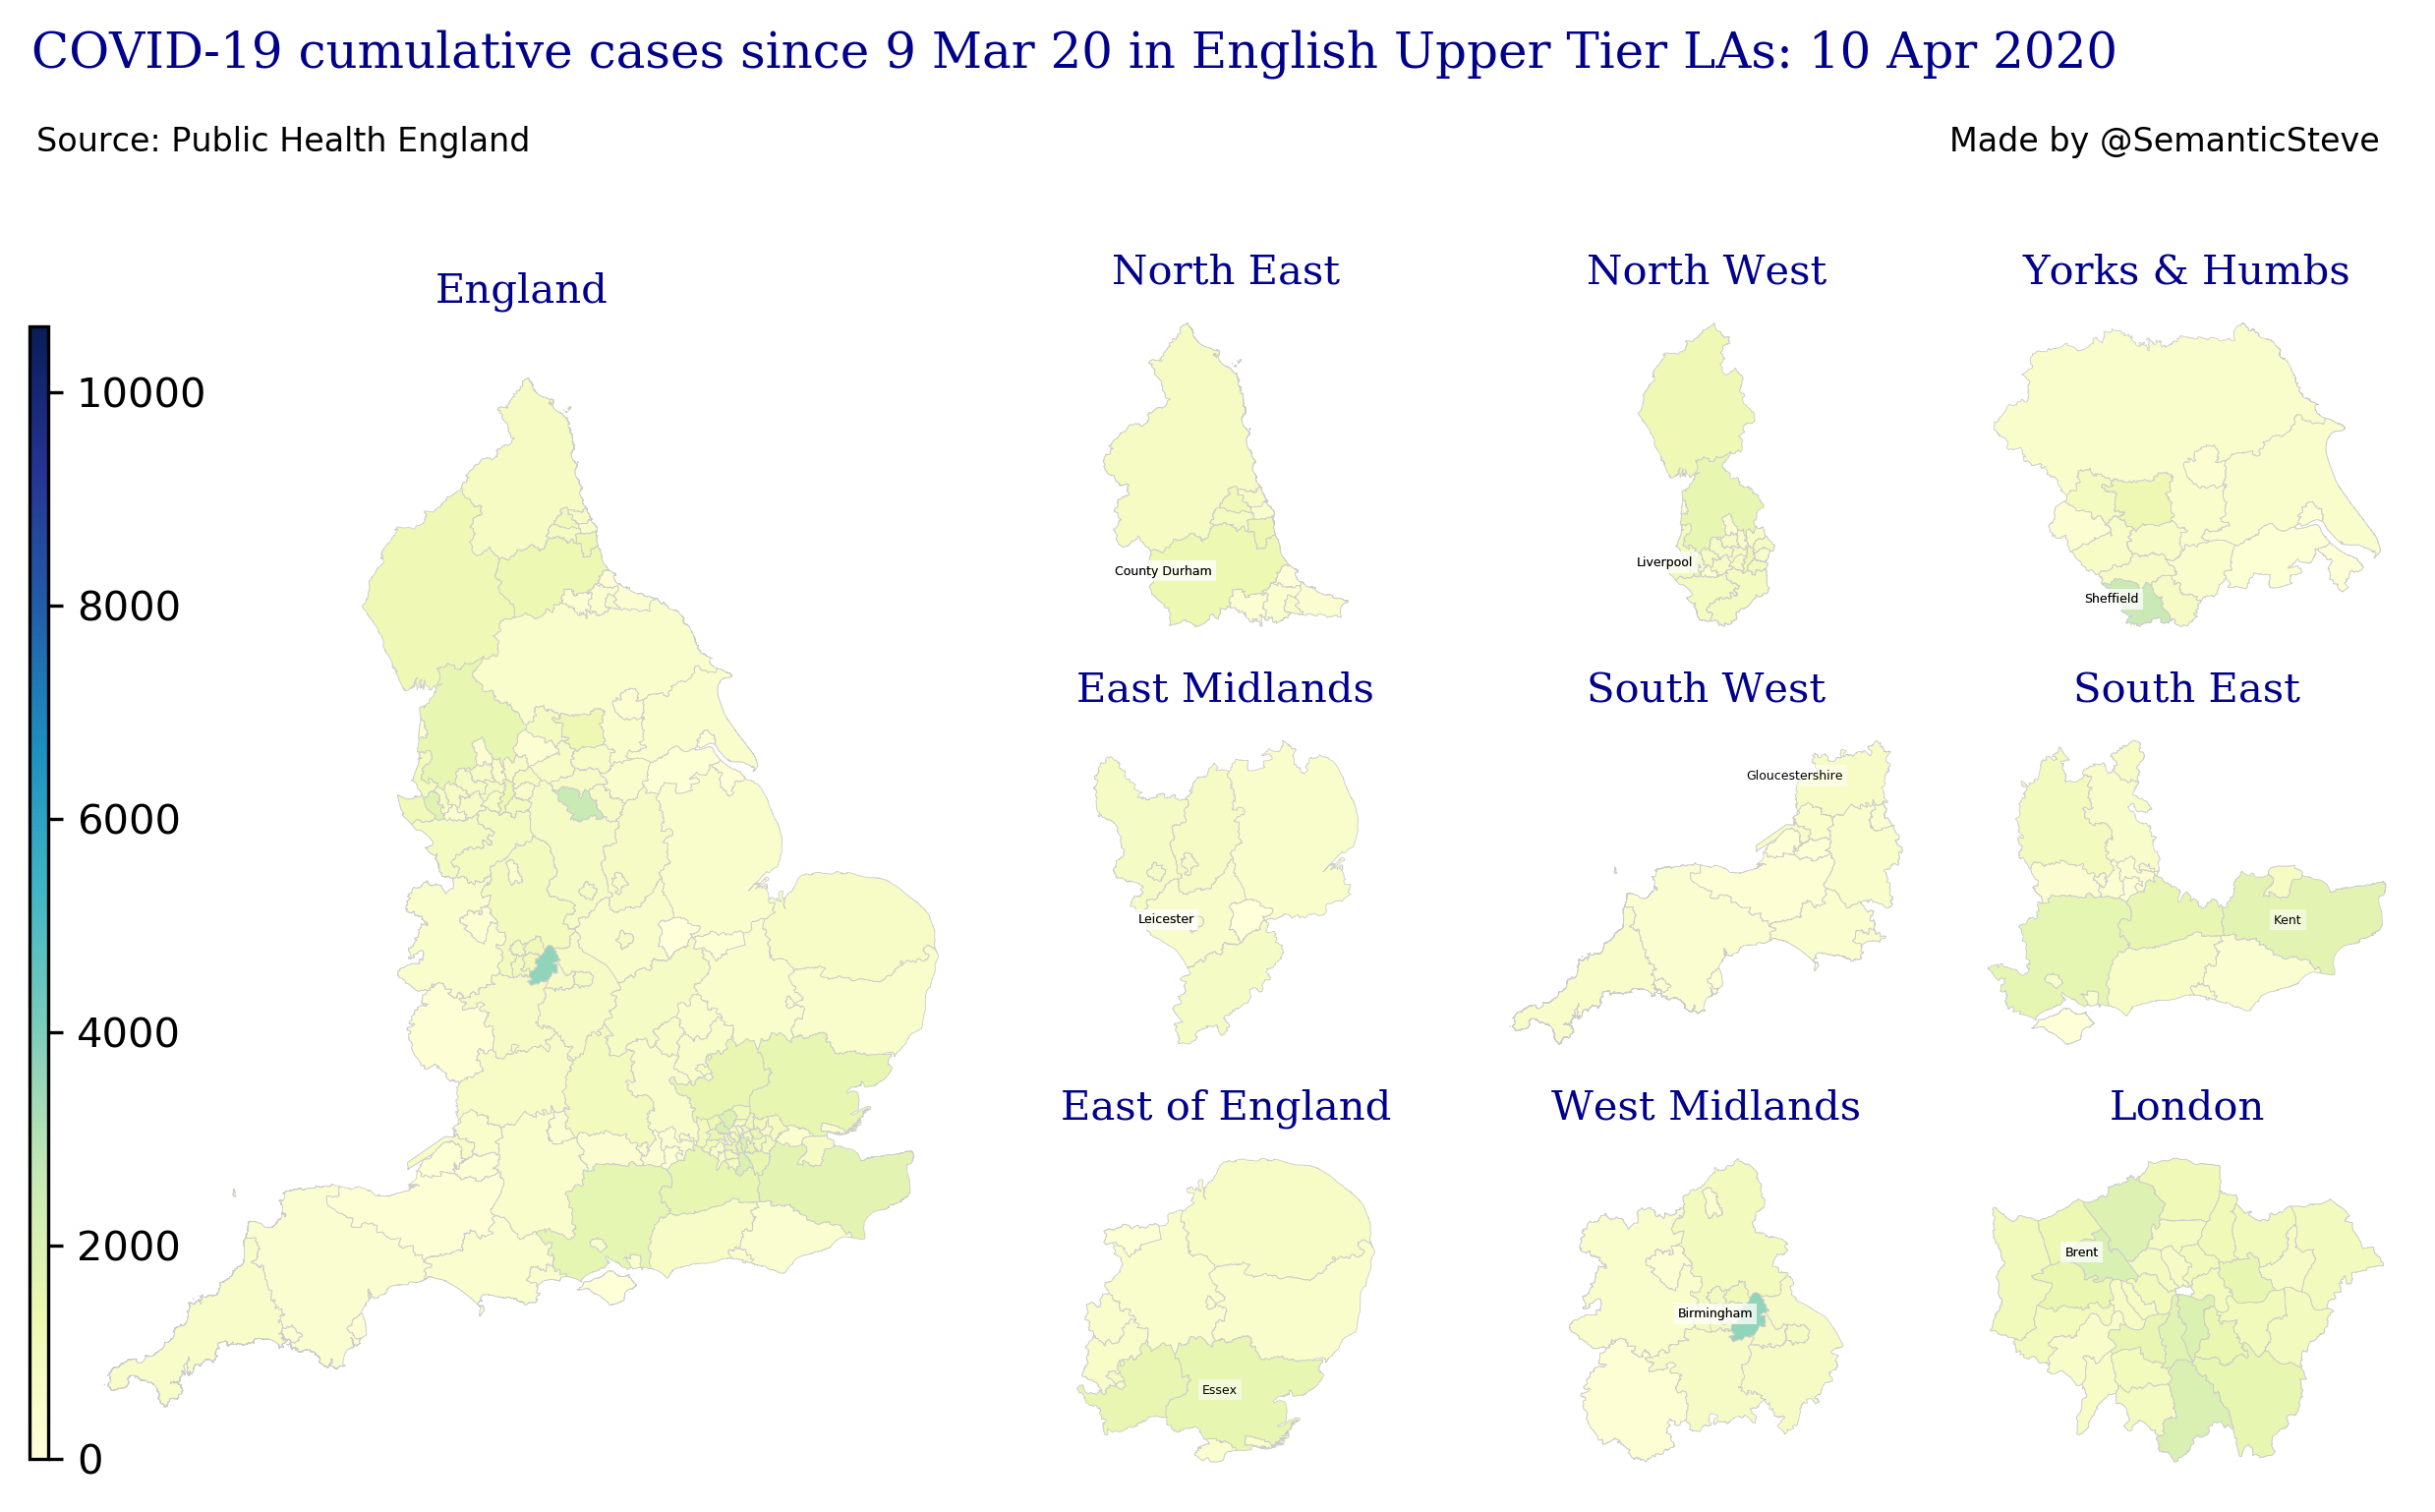 COVID-19 cumulative cases since 9 Mar 20 in English Upper Tier LAs: 10 Apr 2020
Source: Public Health England
Made by @SemanticSteve
England
10000
8000
6000
4000
2000
0
North East
County Durham
North West
Liverpool
Yorks & Humbs
Sheffield
East Midlands
Leicester
South West
Gloucestershire
South East
Kent
East of England
Essex
West Midlands
Birmingham
London
Brent